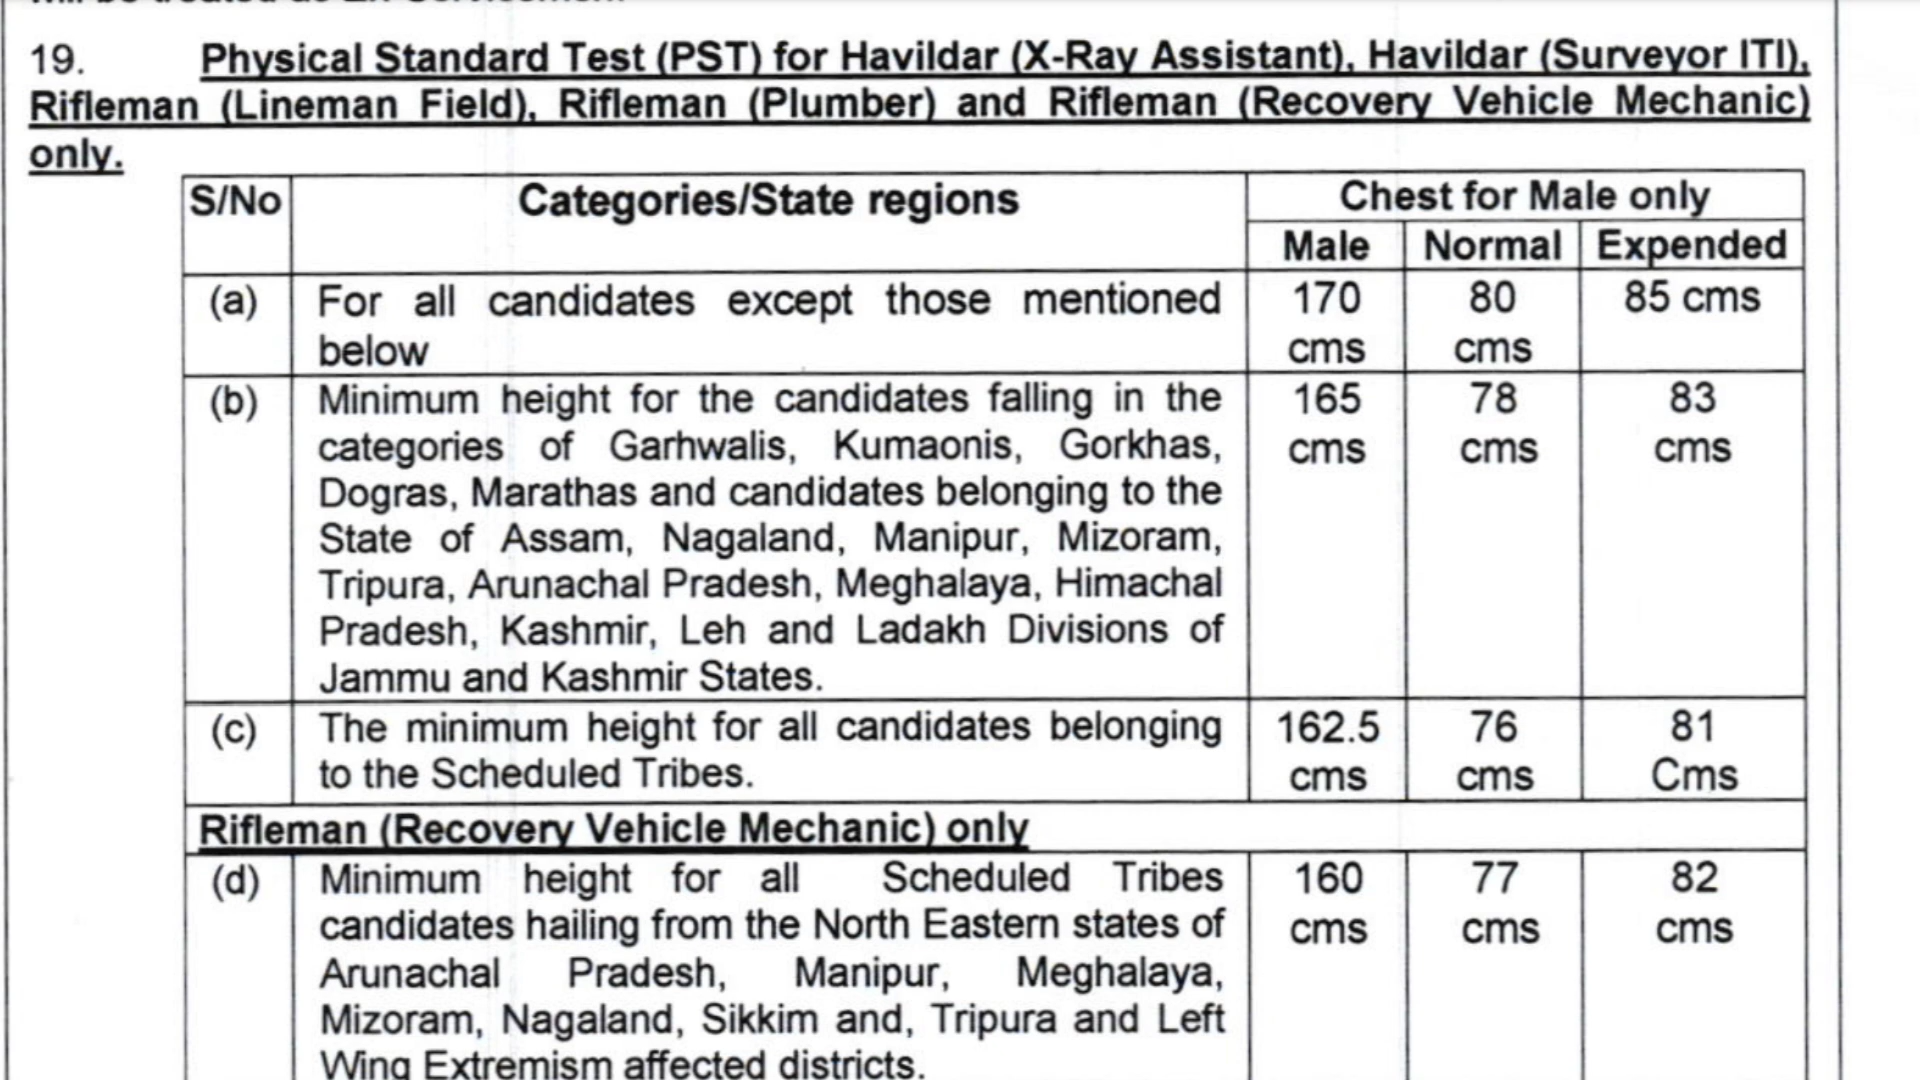 19. Physical Standard Test (PST) for Havildar (X-Ray Assistant), Havildar (Surveyor ITI),
Rifleman (Lineman Field), Rifleman (Plumber) and Rifleman (Recovery Vehicle Mechanic)
only.
S/No Categories/State regions Chest for Male only
Male Normal Expended
(a) For all candidates except those mentioned 170 80 85 cms
below cms cms
(b) Minimum height for the candidates falling in the 165 78 83
categories of Garhwalis, Kumaonis, Gorkhas, cms cms cms
Dogras, Marathas and candidates belonging to the
State of Assam, Nagaland, Manipur, Mizoram,
Tripura, Arunachal Pradesh, Meghalaya, Himachal
Pradesh, Kashmir, Leh and Ladakh Divisions of
Jammu and Kashmir States.
(c) The minimum height for all candidates belonging 162.5 76 81
to the Scheduled Tribes. cms cms Cms
Rifleman (Recovery Vehicle Mechanic) only
(d) Minimum height for all Scheduled Tribes 160 77 82
candidates hailing from the North Eastern states of cms cms cms
Arunachal Pradesh, Manipur, Meghalaya,
Mizoram, Nagaland, Sikkim and, Tripura and Left
Wing Extremism affected districts.